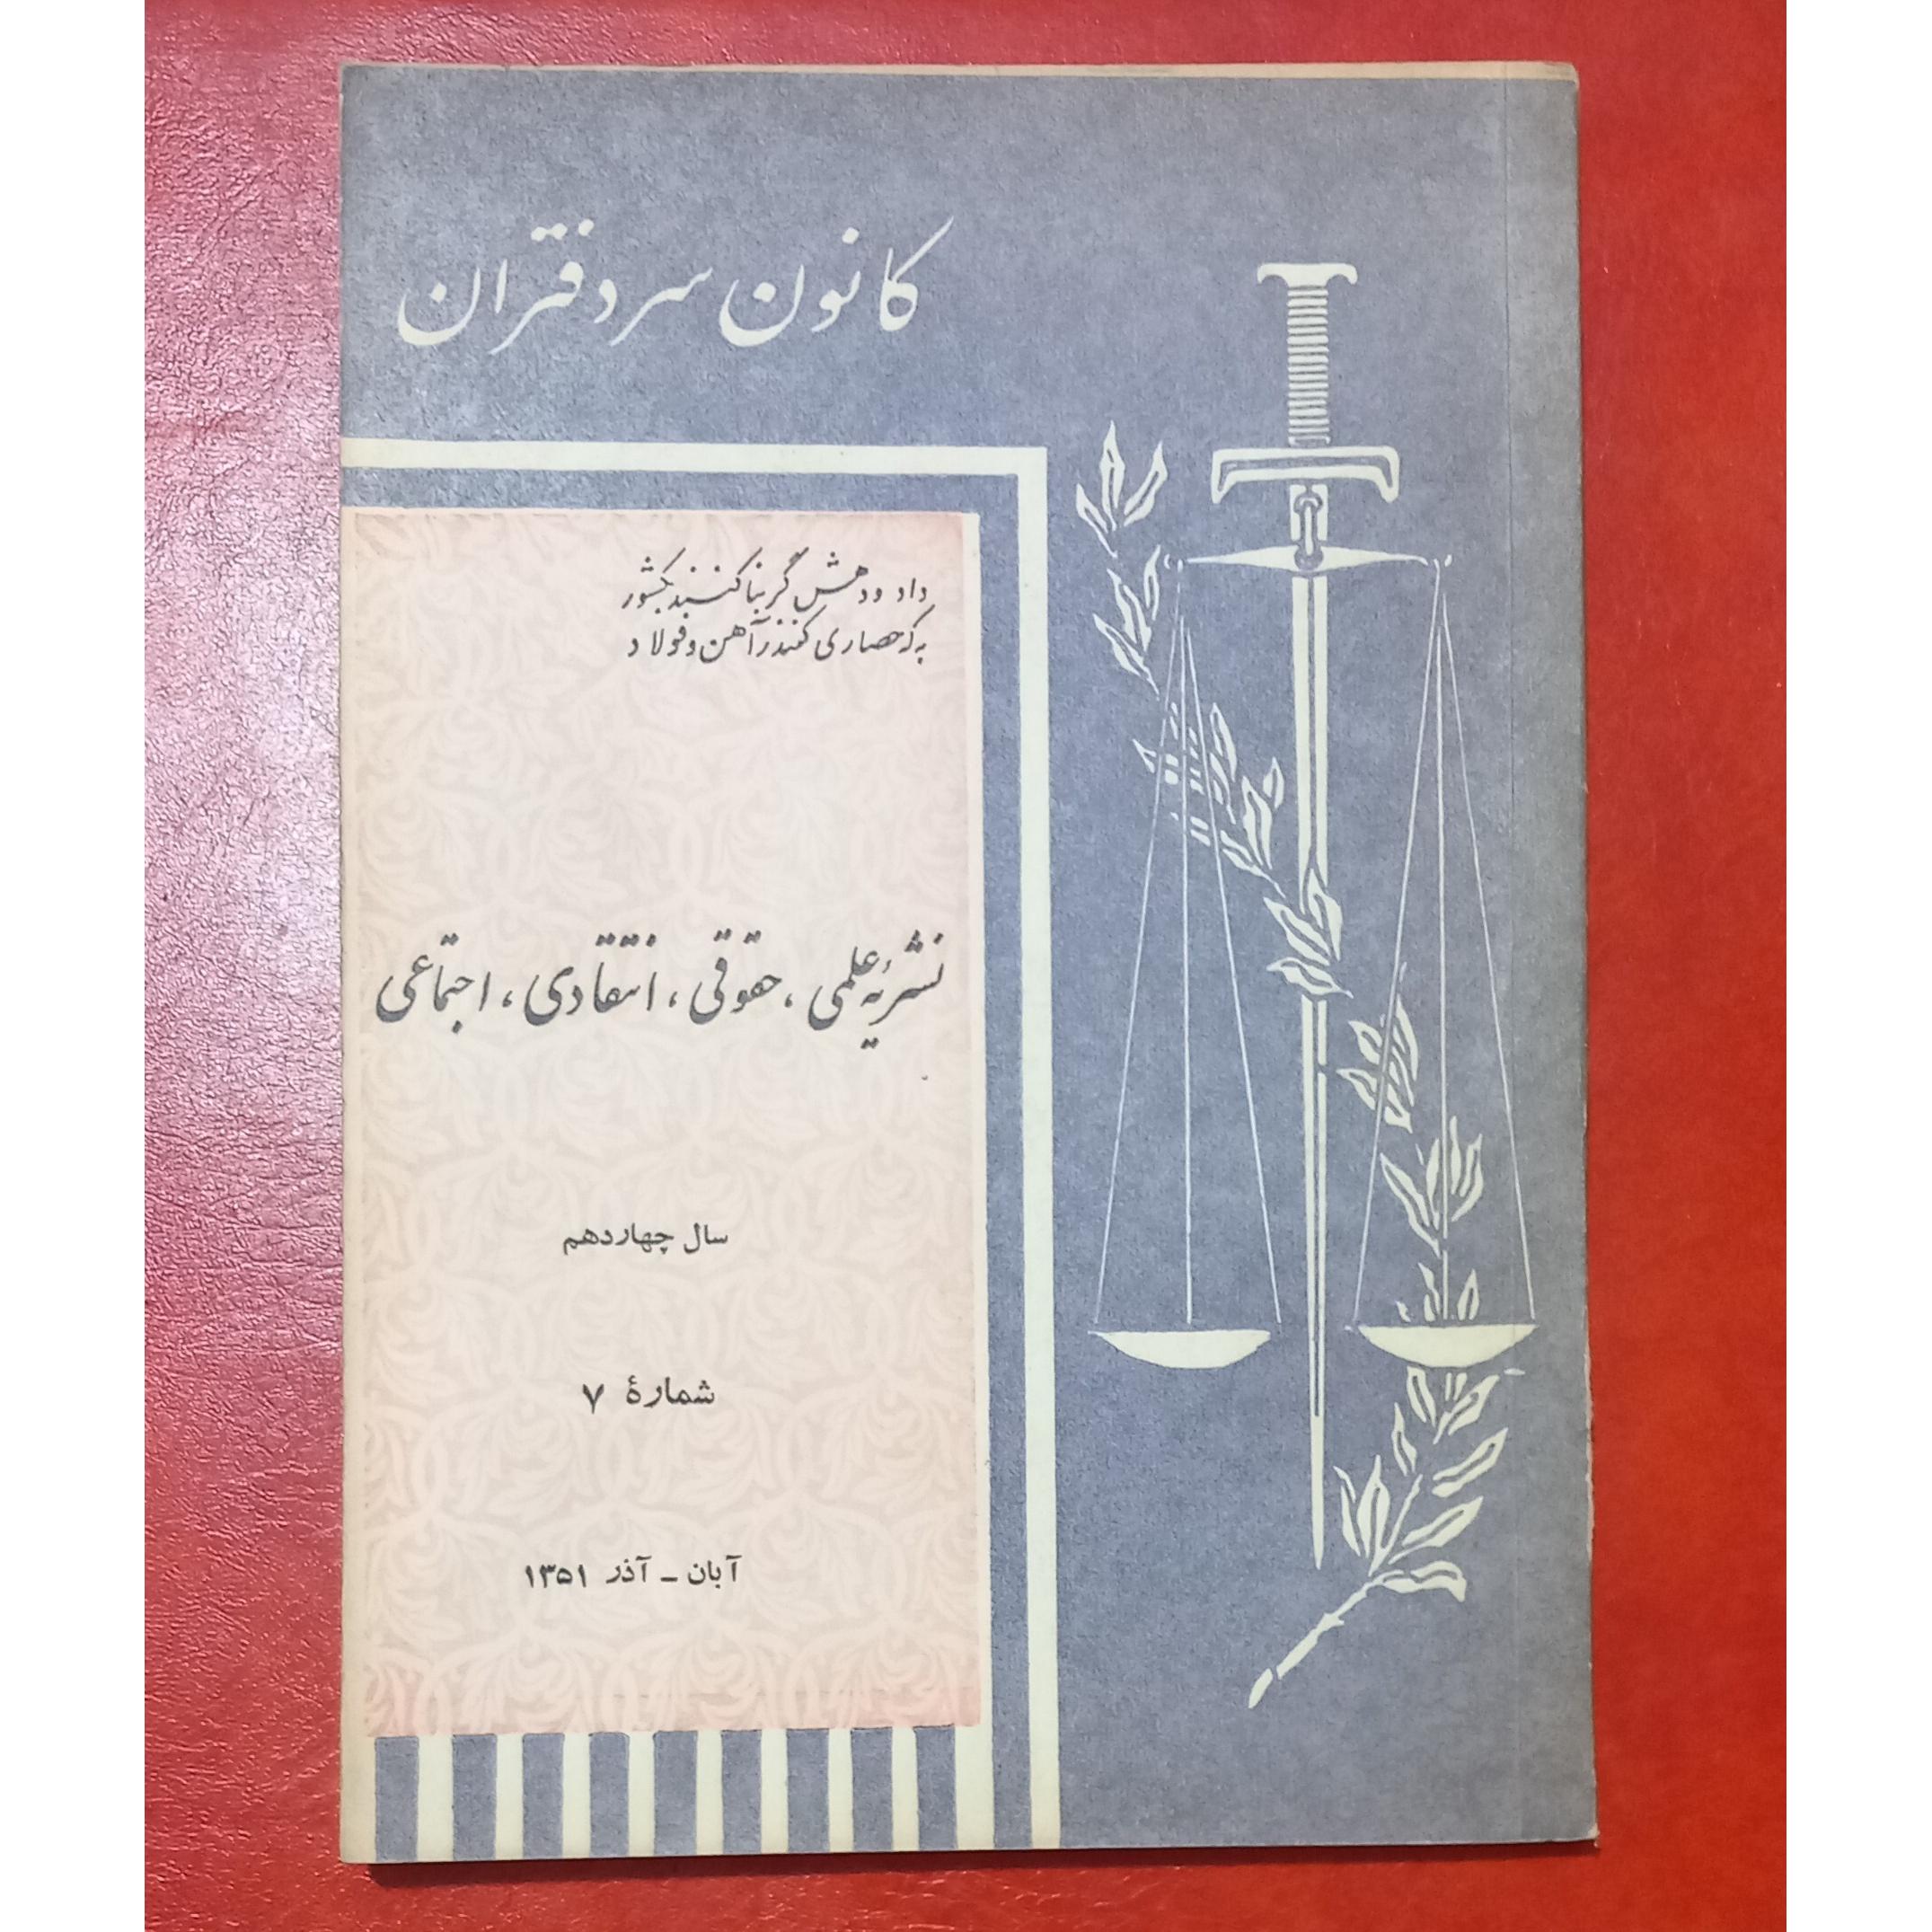 کانون سردفتران
داد و دهش گر بنا کنند بکشور
به که حصاری کنند ز آهن و فولاد
نشریهٔ علمی، حقوقی، انتقادی، اجتماعی
سال چهاردهم
شمارهٔ ۷
آبان ـ آذر ۱۳۵۱